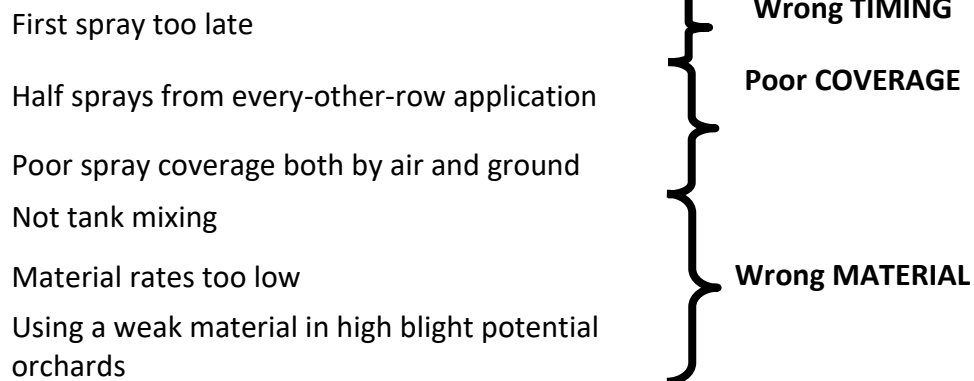 Wrong TIMING
First spray too late
Poor COVERAGE
Half sprays from every-other-row application
Poor spray coverage both by air and ground
Not tank mixing
Material rates too low
Wrong MATERIAL
Using a weak material in high blight potential
orchards